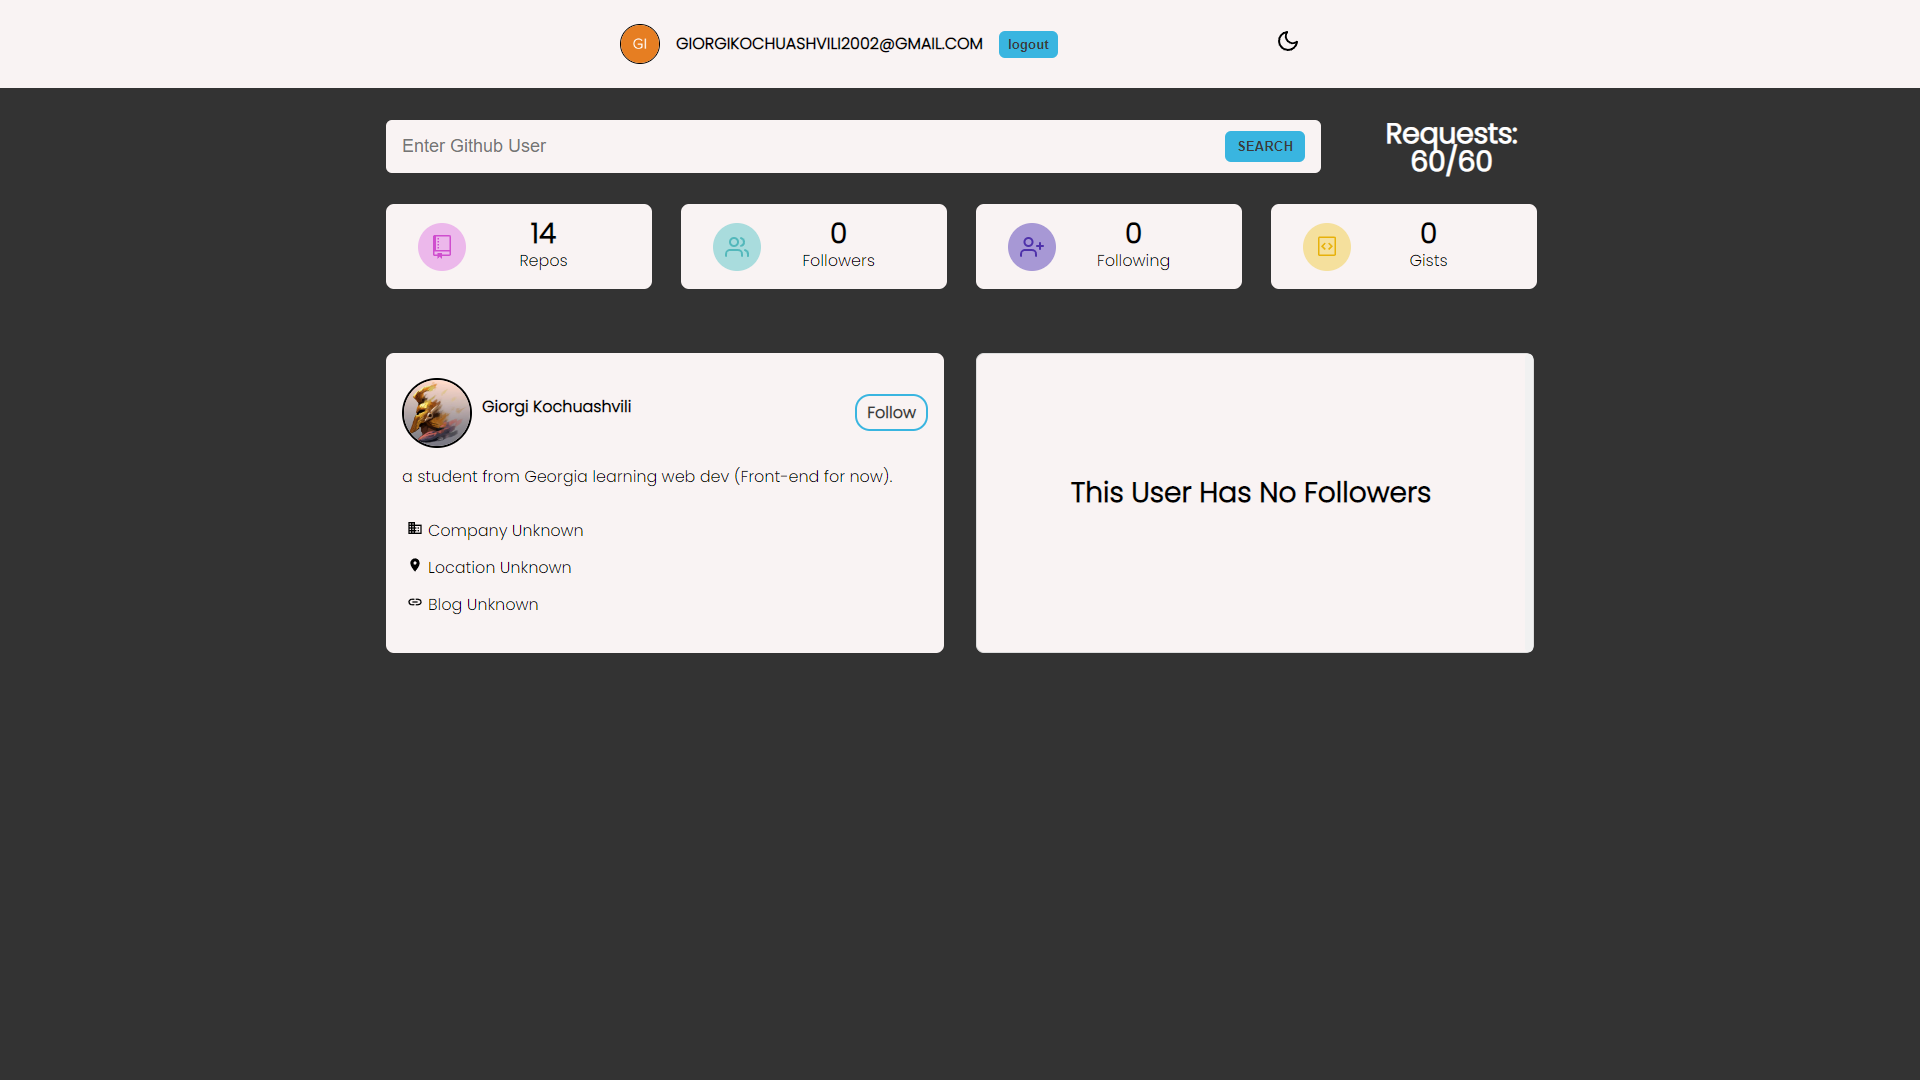 GI
GIORGIKOCHUASHVILI2002@GMAIL.COM
logout
Enter Github User
SEARCH
Requests:
60/60
14
Repos
0
Followers
0
Following
0
Gists
Giorgi Kochuashvili
Follow
a student from Georgia learning web dev (Front-end for now).
Company Unknown
Location Unknown
Blog Unknown
This User Has No Followers